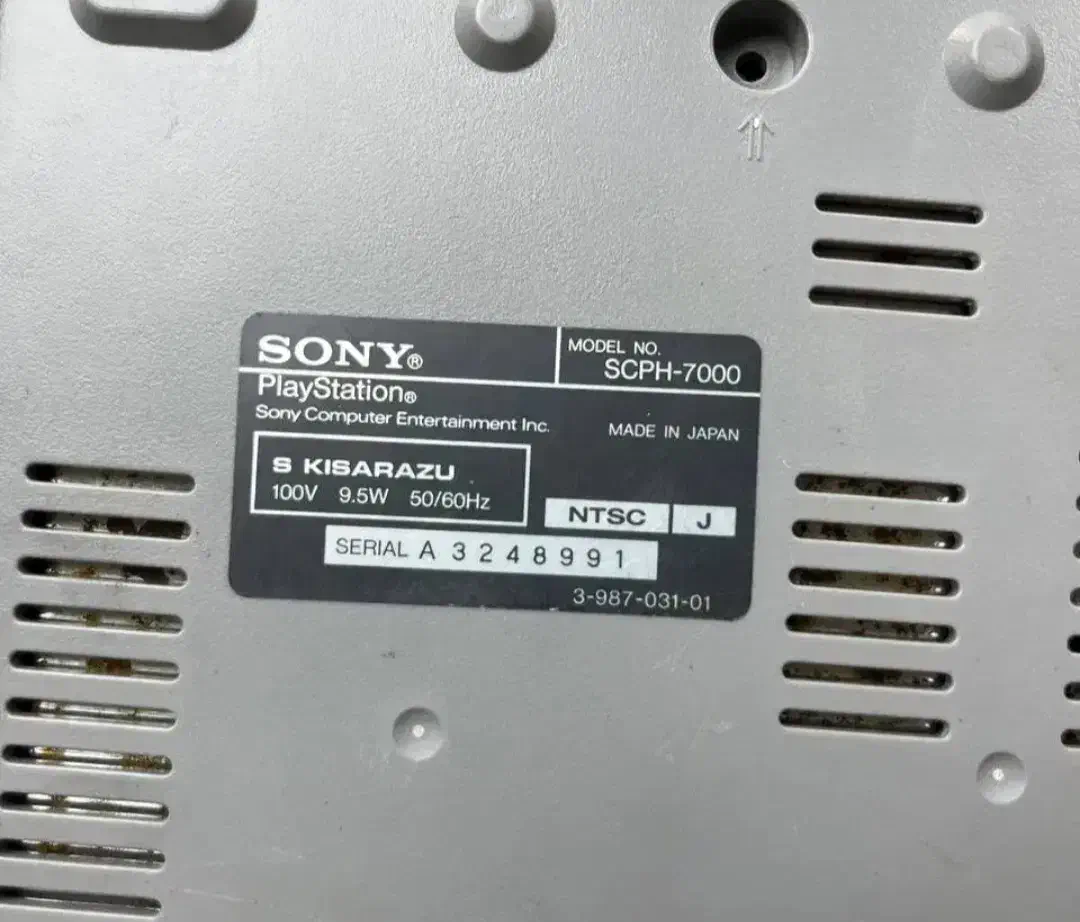 SONY®
MODEL NO.
SCPH-7000
PlayStation®
Sony Computer Entertainment Inc.
MADE IN JAPAN
S KISARAZU
100V 9.5W 50/60Hz
NTSC J
SERIAL A 3 2 4 8 9 9 1
3-987-031-01